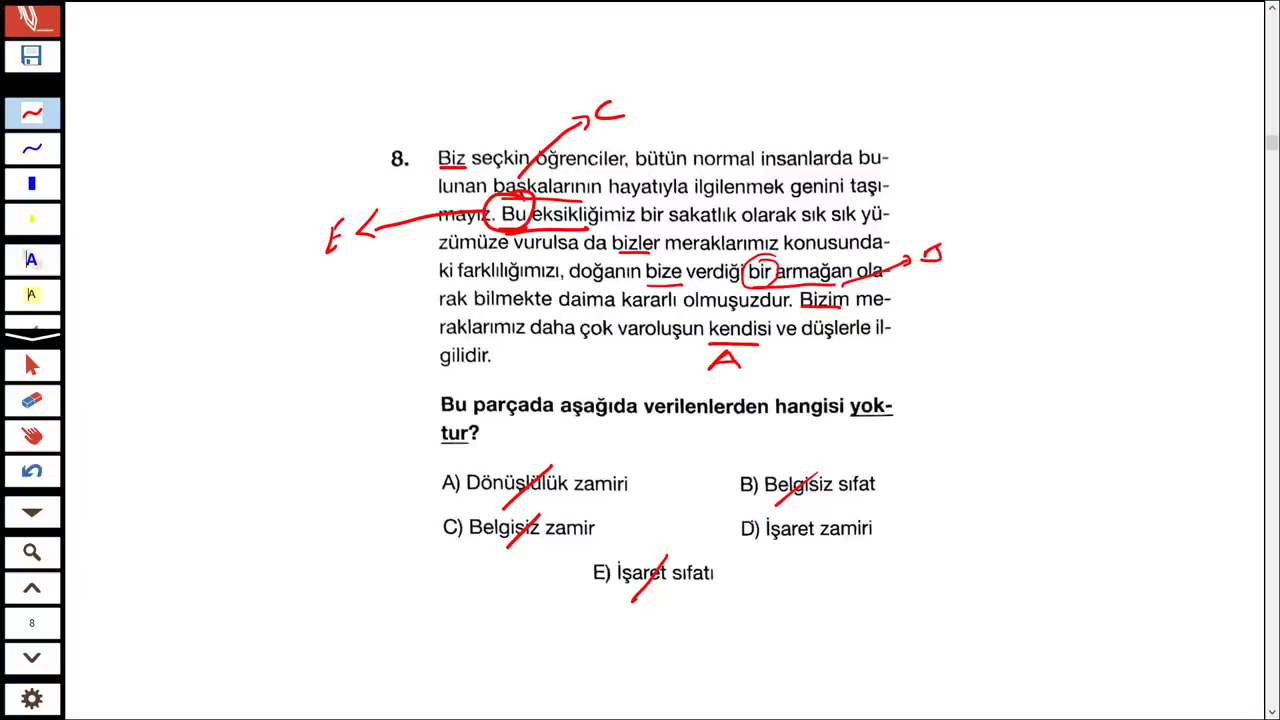 C
8. Biz seçkin öğrenciler, bütün normal insanlarda bu-
lunan başkalarının hayatıyla ilgilenmek genini taşı-
mayız. Bu eksikliğimiz bir sakatlık olarak sık sık yü-
E
zümüze vurulsa da bizler meraklarımız konusunda-
ki farklılığımızı, doğanın bize verdiği bir armağan ola-
rak bilmekte daima kararlı olmuşuzdur. Bizim me-
raklarımız daha çok varoluşun kendisi ve düşlerle il-
gilidir.
A
Bu parçada aşağıda verilenlerden hangisi yok-
tur?
A) Dönüşlülük zamiri B) Belgisiz sıfat
C) Belgisiz zamir D) İşaret zamiri
E) İşaret sıfatı
A
A
8